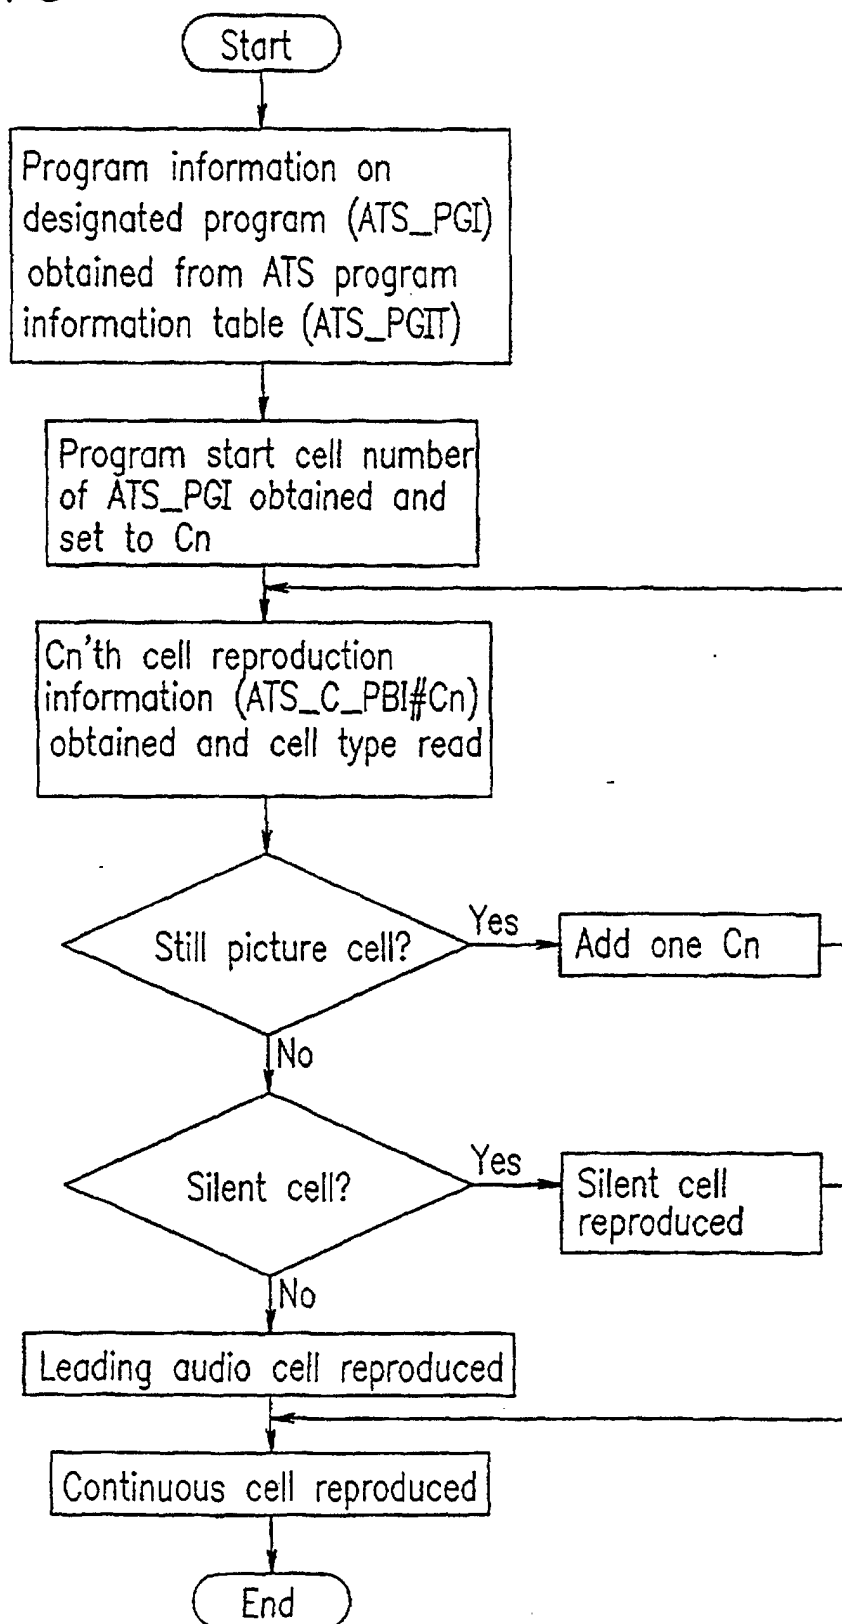 Start
Program information on
designated program (ATS_PGI)
obtained from ATS program
information table (ATS_PGIT)
Program start cell number
of ATS_PGI obtained and
set to Cn
Cn'th cell reproduction
information (ATS_C_PBI#Cn)
obtained and cell type read
Still picture cell?
Yes
Add one Cn
No
Silent cell?
Yes
Silent cell
reproduced
No
Leading audio cell reproduced
Continuous cell reproduced
End